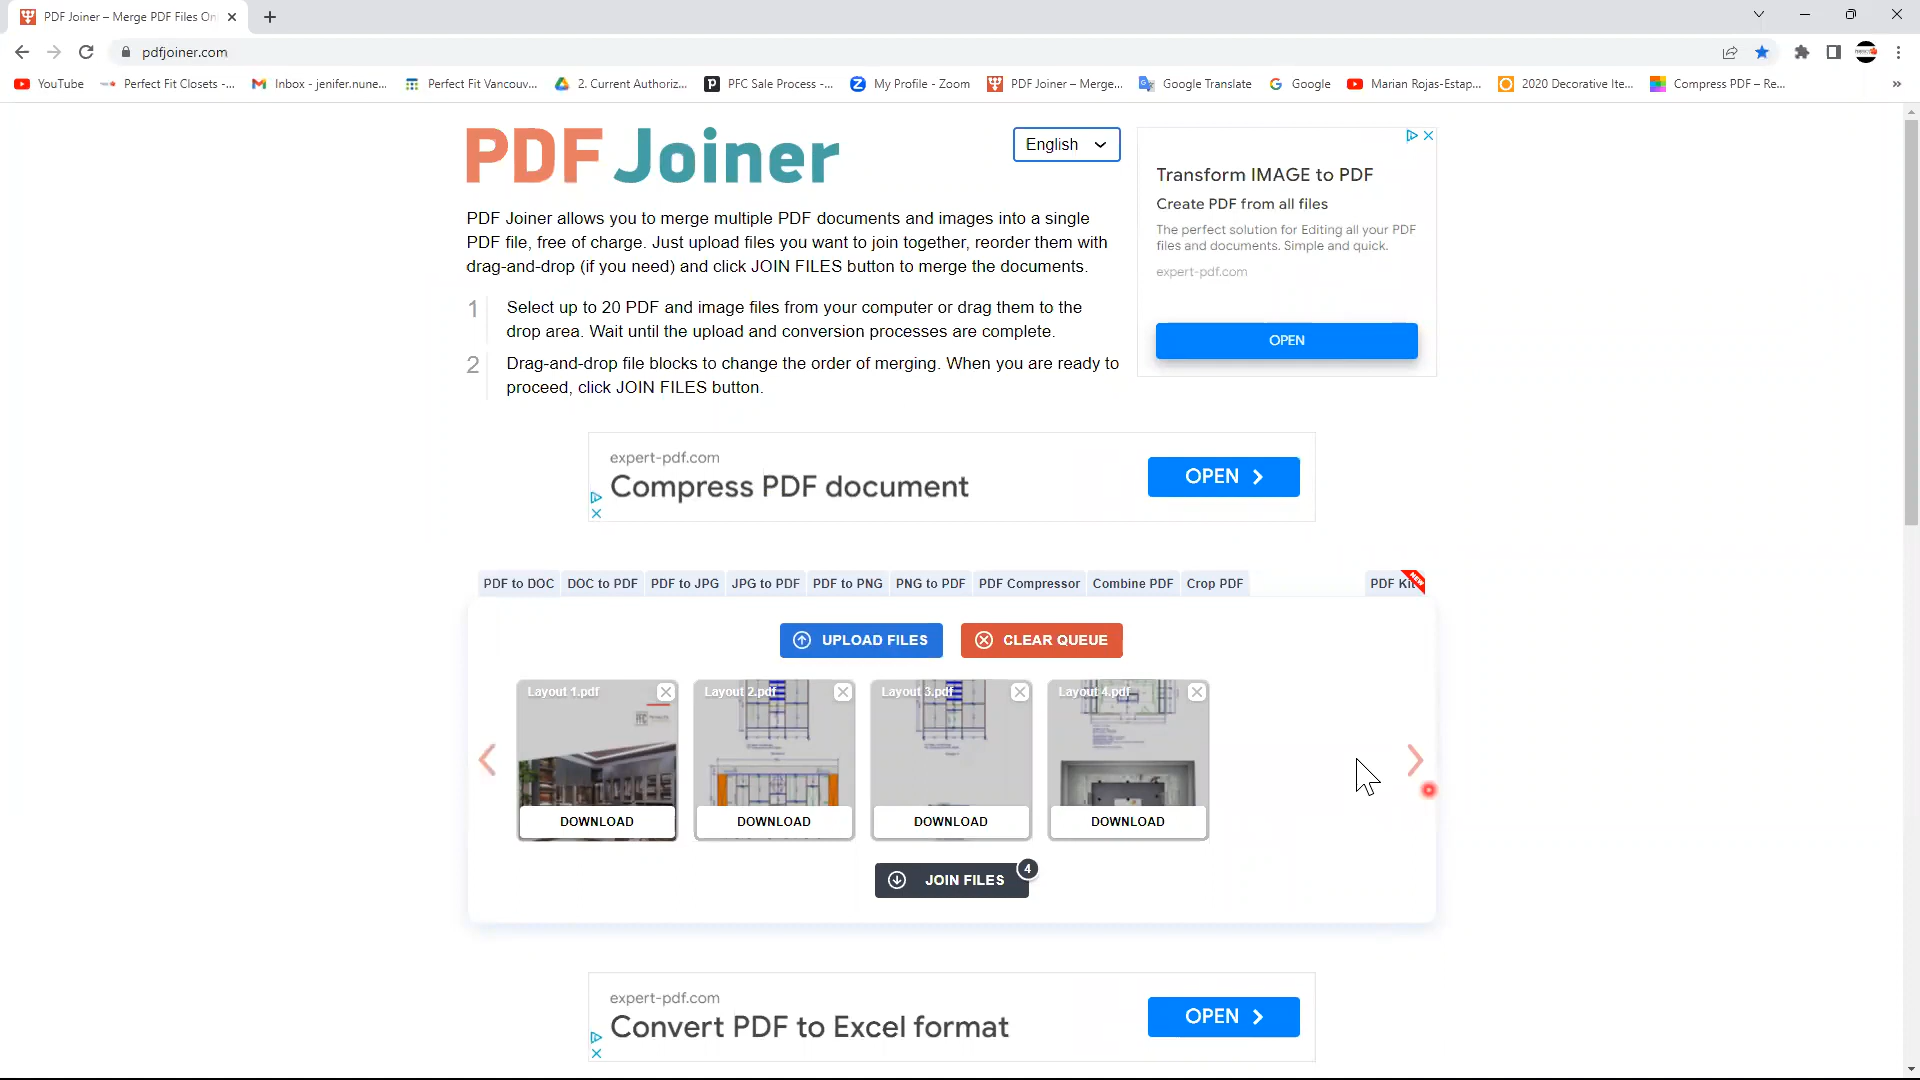 PDF Joiner – Merge PDF Files Onl
pdfjoiner.com
YouTube
Perfect Fit Closets -...
Inbox - jenifer.nune...
Perfect Fit Vancouv...
2. Current Authoriz...
PFC Sale Process -...
My Profile - Zoom
PDF Joiner – Merge...
Google Translate
Google
Marian Rojas-Estap...
2020 Decorative Ite...
Compress PDF – Re...
»
PDF Joiner
English
PDF Joiner allows you to merge multiple PDF documents and images into a single
PDF file, free of charge. Just upload files you want to join together, reorder them with
drag-and-drop (if you need) and click JOIN FILES button to merge the documents.
1 Select up to 20 PDF and image files from your computer or drag them to the
drop area. Wait until the upload and conversion processes are complete.
2 Drag-and-drop file blocks to change the order of merging. When you are ready to
proceed, click JOIN FILES button.
Transform IMAGE to PDF
Create PDF from all files
The perfect solution for Editing all your PDF
files and documents. Simple and quick.
expert-pdf.com
OPEN
expert-pdf.com
Compress PDF document
OPEN
PDF to DOC
DOC to PDF
PDF to JPG
JPG to PDF
PDF to PNG
PNG to PDF
PDF Compressor
Combine PDF
Crop PDF
PDF Kit
NEW
UPLOAD FILES
CLEAR QUEUE
Layout 1.pdf
Layout 2.pdf
Layout 3.pdf
Layout 4.pdf
PFC
DOWNLOAD
DOWNLOAD
DOWNLOAD
DOWNLOAD
JOIN FILES
4
expert-pdf.com
Convert PDF to Excel format
OPEN